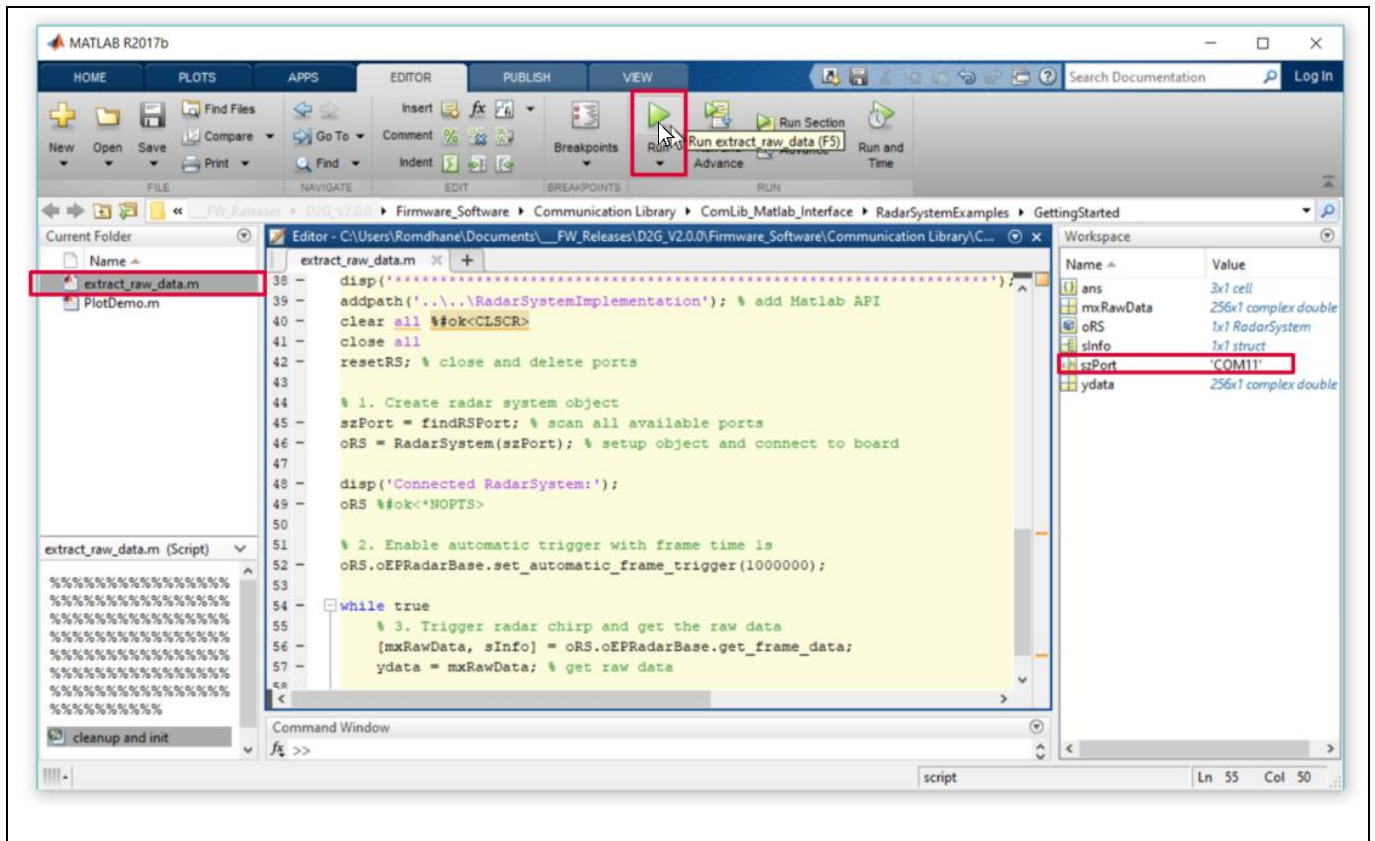 MATLAB R2017b
HOME PLOTS APPS EDITOR PUBLISH VIEW Search Documentation Log In
New Open Save Find Files Compare Print
FILE
Go To Find
NAVIGATE
Insert fx
Comment %
Indent
EDIT
Breakpoints
BREAKPOINTS
Run
Advance
Run Section
Advance
Run and Time
RUN
Run extract_raw_data (F5)
« __FW_Releases D2G_V2.0.0 Firmware_Software Communication Library ComLib_Matlab_Interface RadarSystemExamples GettingStarted
Current Folder
Name
extract_raw_data.m
PlotDemo.m
extract_raw_data.m (Script)
%%%%%%%%%%%%%%%%
%%%%%%%%%%%%%%%%
%%%%%%%%%%%%%%%%
%%%%%%%%%%%%%%%%
%%%%%%%%%%%%%%%%
%%%%%%%%%%%%%%%%
%%%%%%%%%%%%%%%%
%%%%%%%%%%
cleanup and init
Editor - C:\Users\Romdhane\Documents\__FW_Releases\D2G_V2.0.0\Firmware_Software\Communication Library\C...
extract_raw_data.m × +
38 – disp('******************************************************************');
39 – addpath('..\..\RadarSystemImplementation'); % add Matlab API
40 – clear all %#ok<CLSCR>
41 – close all
42 – resetRS; % close and delete ports
43
44 % 1. Create radar system object
45 – szPort = findRSPort; % scan all available ports
46 – oRS = RadarSystem(szPort); % setup object and connect to board
47
48 – disp('Connected RadarSystem:');
49 – oRS %#ok<*NOPTS>
50
51 % 2. Enable automatic trigger with frame time 1s
52 – oRS.oEPRadarBase.set_automatic_frame_trigger(1000000);
53
54 – while true
55 % 3. Trigger radar chirp and get the raw data
56 – [mxRawData, sInfo] = oRS.oEPRadarBase.get_frame_data;
57 – ydata = mxRawData; % get raw data
58
Command Window
fx >>
Workspace
Name Value
ans 3x1 cell
mxRawData 256x1 complex double
oRS 1x1 RadarSystem
sInfo 1x1 struct
szPort 'COM11'
ydata 256x1 complex double
script Ln 55 Col 50